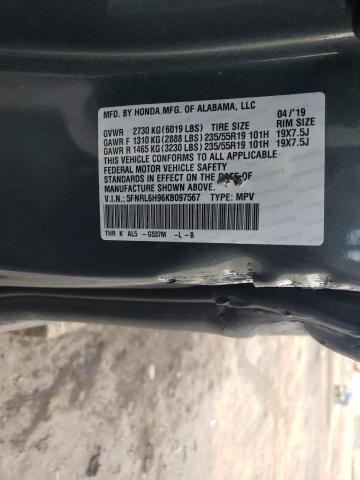 MFD. BY HONDA MFG. OF ALABAMA, LLC
04/'19
GVWR 2730 KG(6019 LBS) TIRE SIZE RIM SIZE
GAWR F 1310 KG(2888 LBS) 235/55R19 101H 19X7.5J
GAWR R 1465 KG(3230 LBS) 235/55R19 101H 19X7.5J
THIS VEHICLE CONFORMS TO ALL APPLICABLE
FEDERAL MOTOR VEHICLE SAFETY
STANDARDS IN EFFECT ON THE DATE OF
MANUFACTURE SHOWN ABOVE.
V.I.N.: 5FNRL6H96KB097567 TYPE: MPV
THR K AL5 -GS37M -L -B